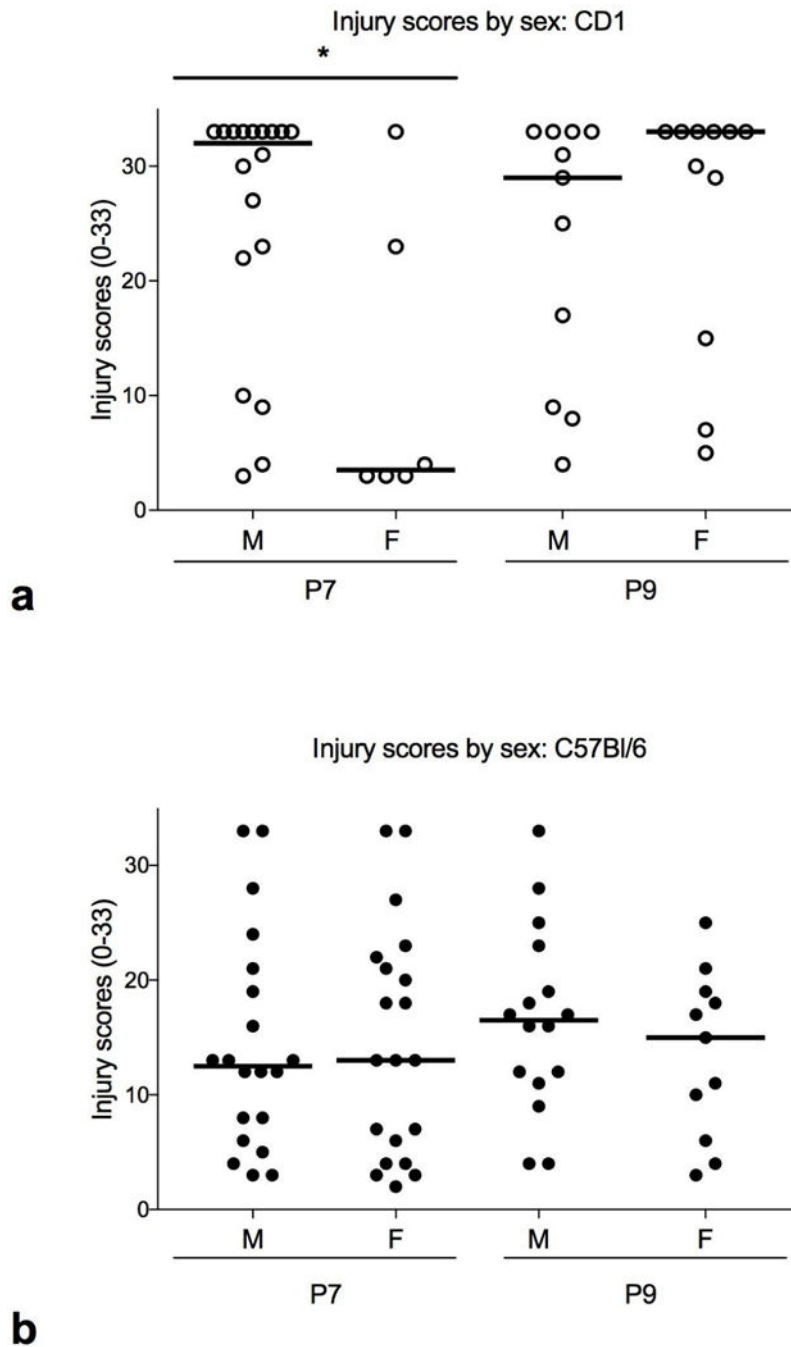 Injury scores by sex: CD1
*
Injury scores (0-33)
30
20
10
0
M F M F
P7 P9
a
Injury scores by sex: C57Bl/6
Injury scores (0-33)
30
20
10
0
M F M F
P7 P9
b